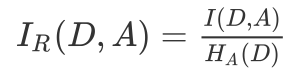 I_R(D, A) = \frac{I(D,A)}{H_A(D)}